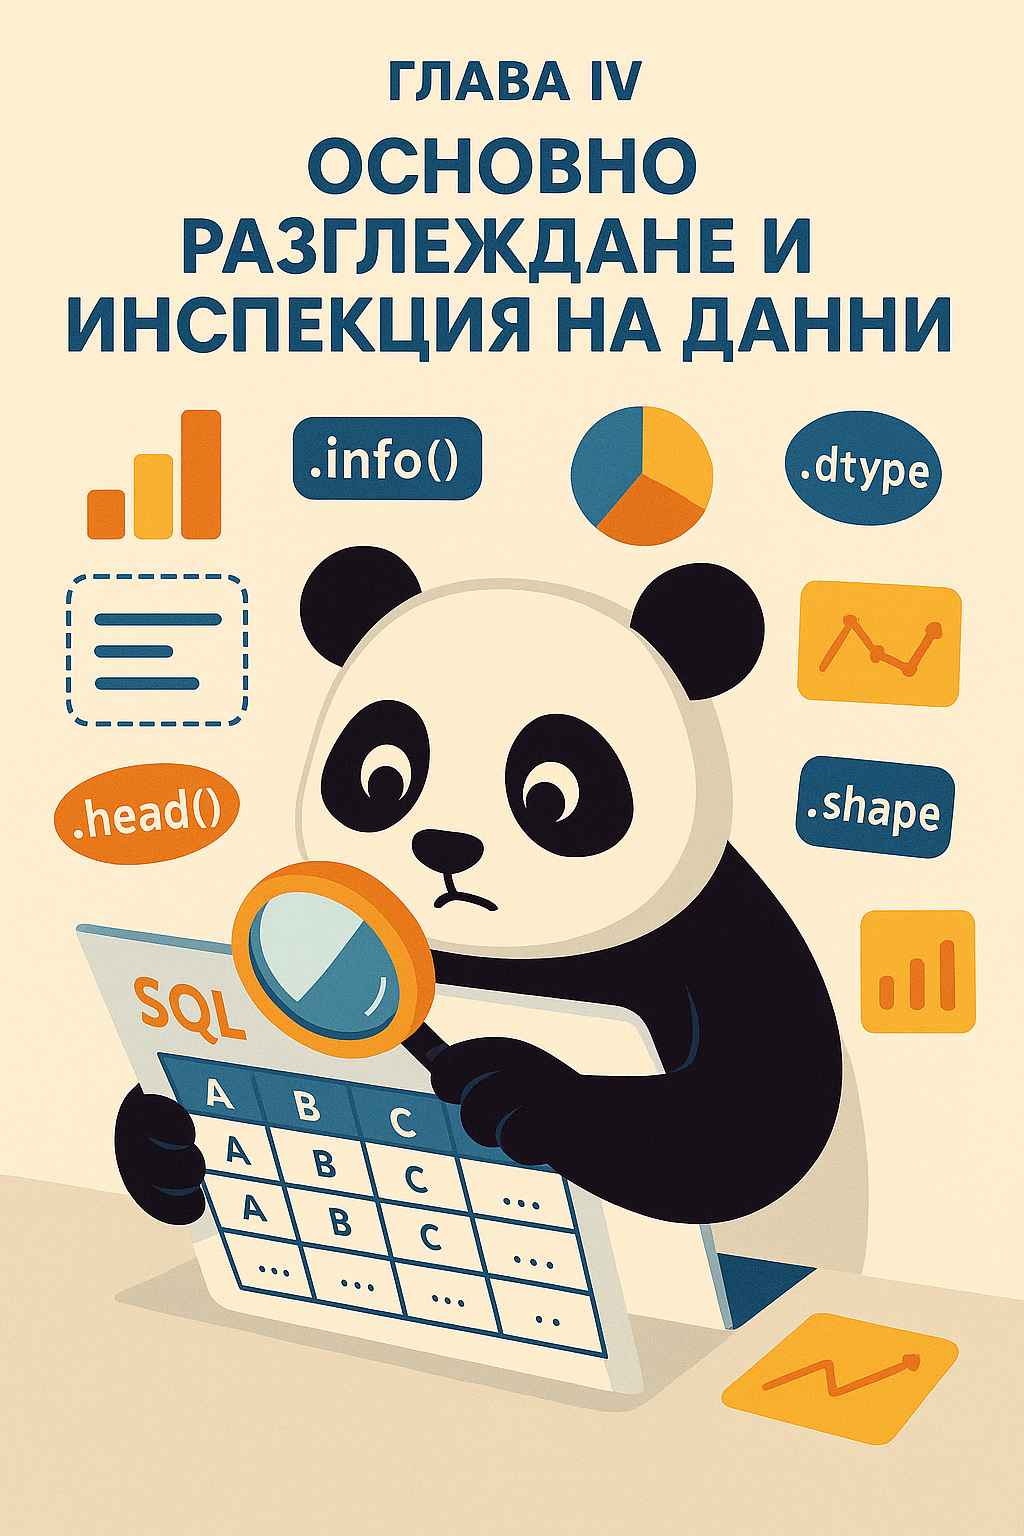 ГЛАВА IV
ОСНОВНО
РАЗГЛЕЖДАНЕ И
ИНСПЕКЦИЯ НА ДАННИ
.info()
.dtype
.head()
.shape
SQL
A B C
A B C ...
A B C ...
... ... ... ..